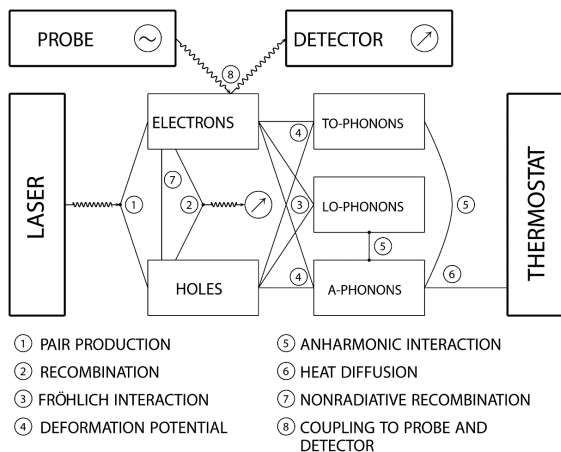 PROBE
DETECTOR
8
LASER
ELECTRONS
TO-PHONONS
4
7
1
2
3
LO-PHONONS
5
5
THERMOSTAT
4
6
HOLES
A-PHONONS
1 PAIR PRODUCTION
2 RECOMBINATION
3 FRÖHLICH INTERACTION
4 DEFORMATION POTENTIAL
5 ANHARMONIC INTERACTION
6 HEAT DIFFUSION
7 NONRADIATIVE RECOMBINATION
8 COUPLING TO PROBE AND
DETECTOR